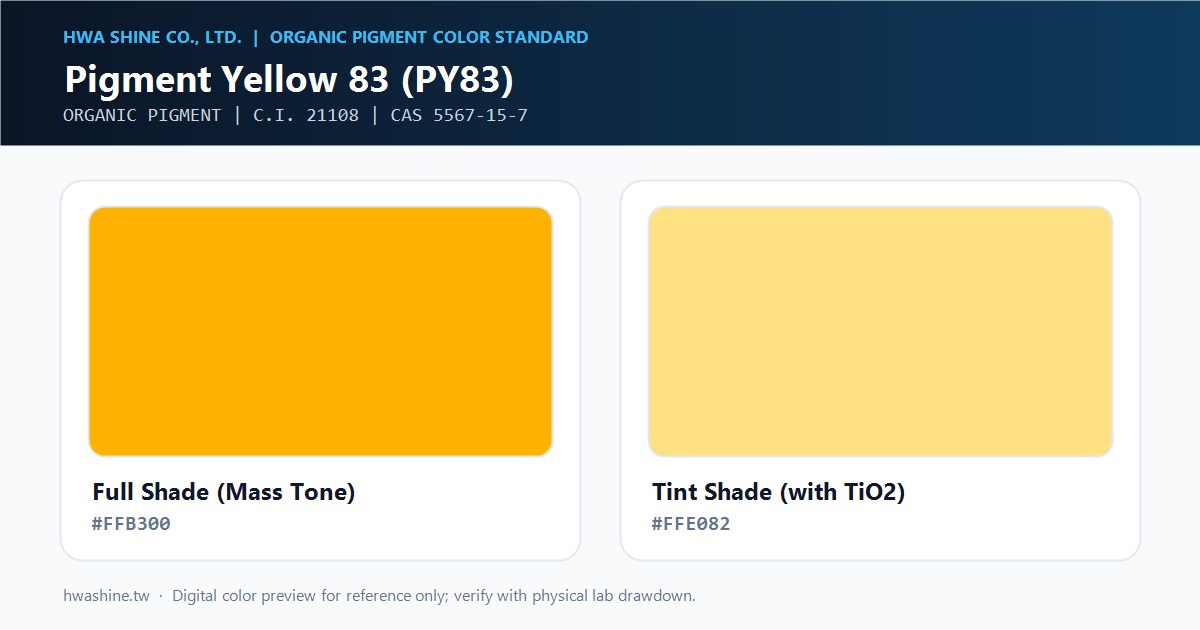 HWA SHINE CO., LTD. | ORGANIC PIGMENT COLOR STANDARD
Pigment Yellow 83 (PY83)
ORGANIC PIGMENT | C.I. 21108 | CAS 5567-15-7
Full Shade (Mass Tone)
#FFB300
Tint Shade (with TiO2)
#FFE082
hwashine.tw · Digital color preview for reference only; verify with physical lab drawdown.